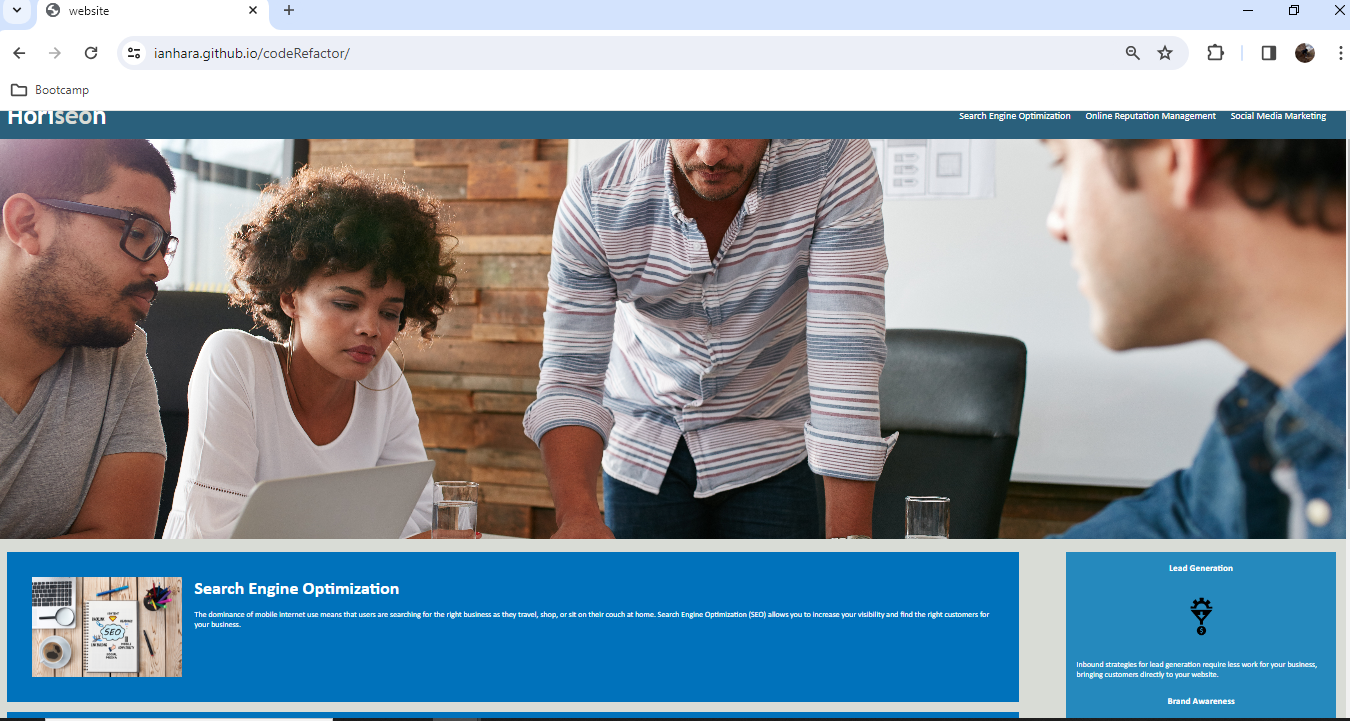 website
ianhara.github.io/codeRefactor/
Bootcamp
Horiseon
Search Engine Optimization Online Reputation Management Social Media Marketing
SEO
Search Engine Optimization
The dominance of mobile internet use means that users are searching for the right business as they travel, shop, or sit on their couch at home. Search Engine Optimization (SEO) allows you to increase your visibility and find the right customers for
your business.
Lead Generation
Inbound strategies for lead generation require less work for your business,
bringing customers directly to your website.
Brand Awareness